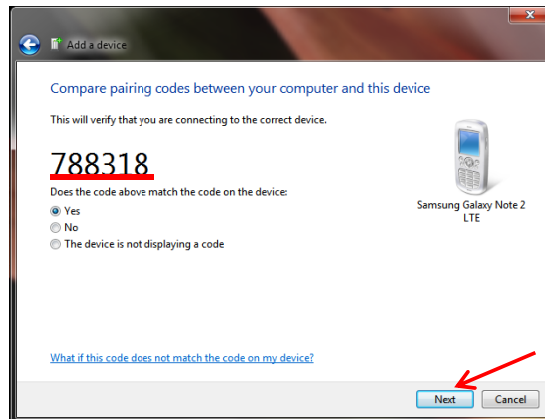 Add a device
Compare pairing codes between your computer and this device
This will verify that you are connecting to the correct device.
788318
Does the code above match the code on the device:
Yes
No
The device is not displaying a code
Samsung Galaxy Note 2
LTE
What if this code does not match the code on my device?
Next
Cancel